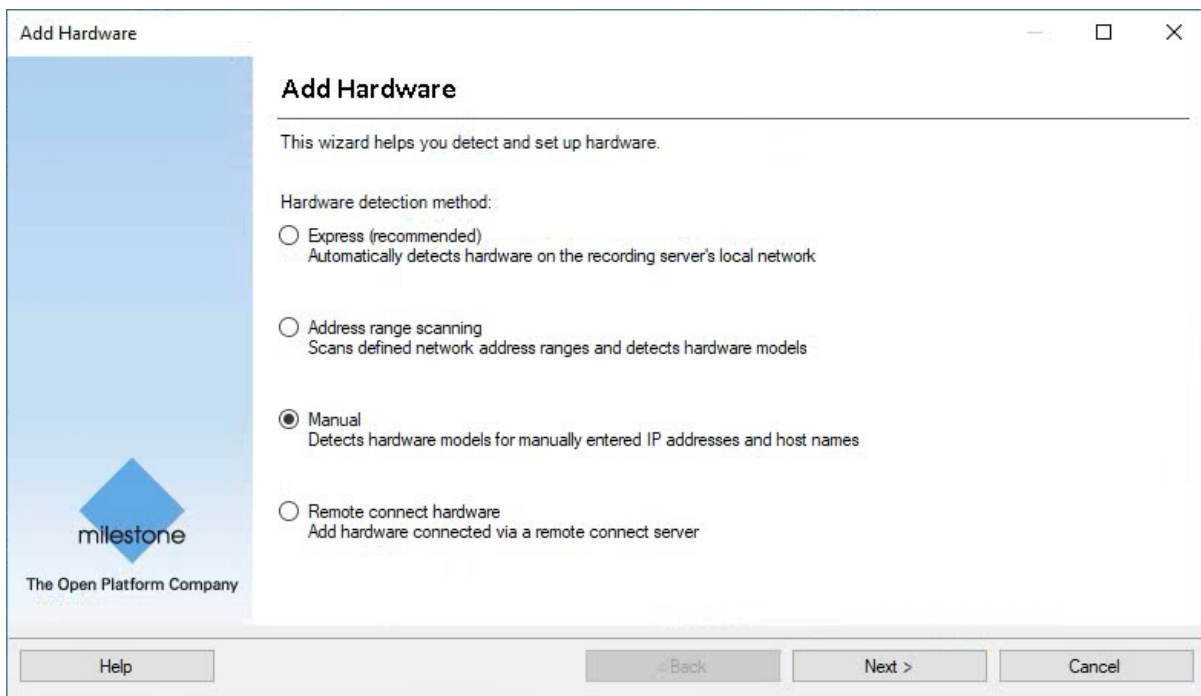 Add Hardware
Add Hardware
This wizard helps you detect and set up hardware.
Hardware detection method:
Express (recommended)
Automatically detects hardware on the recording server's local network
Address range scanning
Scans defined network address ranges and detects hardware models
Manual
Detects hardware models for manually entered IP addresses and host names
Remote connect hardware
Add hardware connected via a remote connect server
milestone
The Open Platform Company
Help
< Back
Next >
Cancel